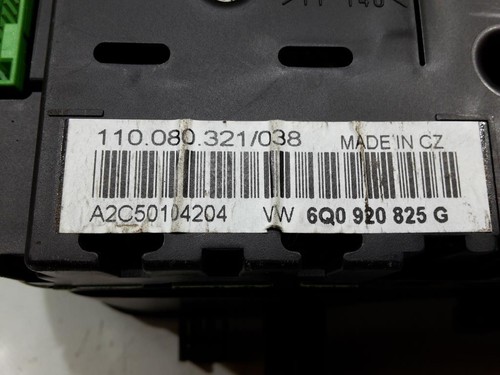 110.080.321/038 MADE IN CZ
A2C50104204 VW 6Q0 920 825 G